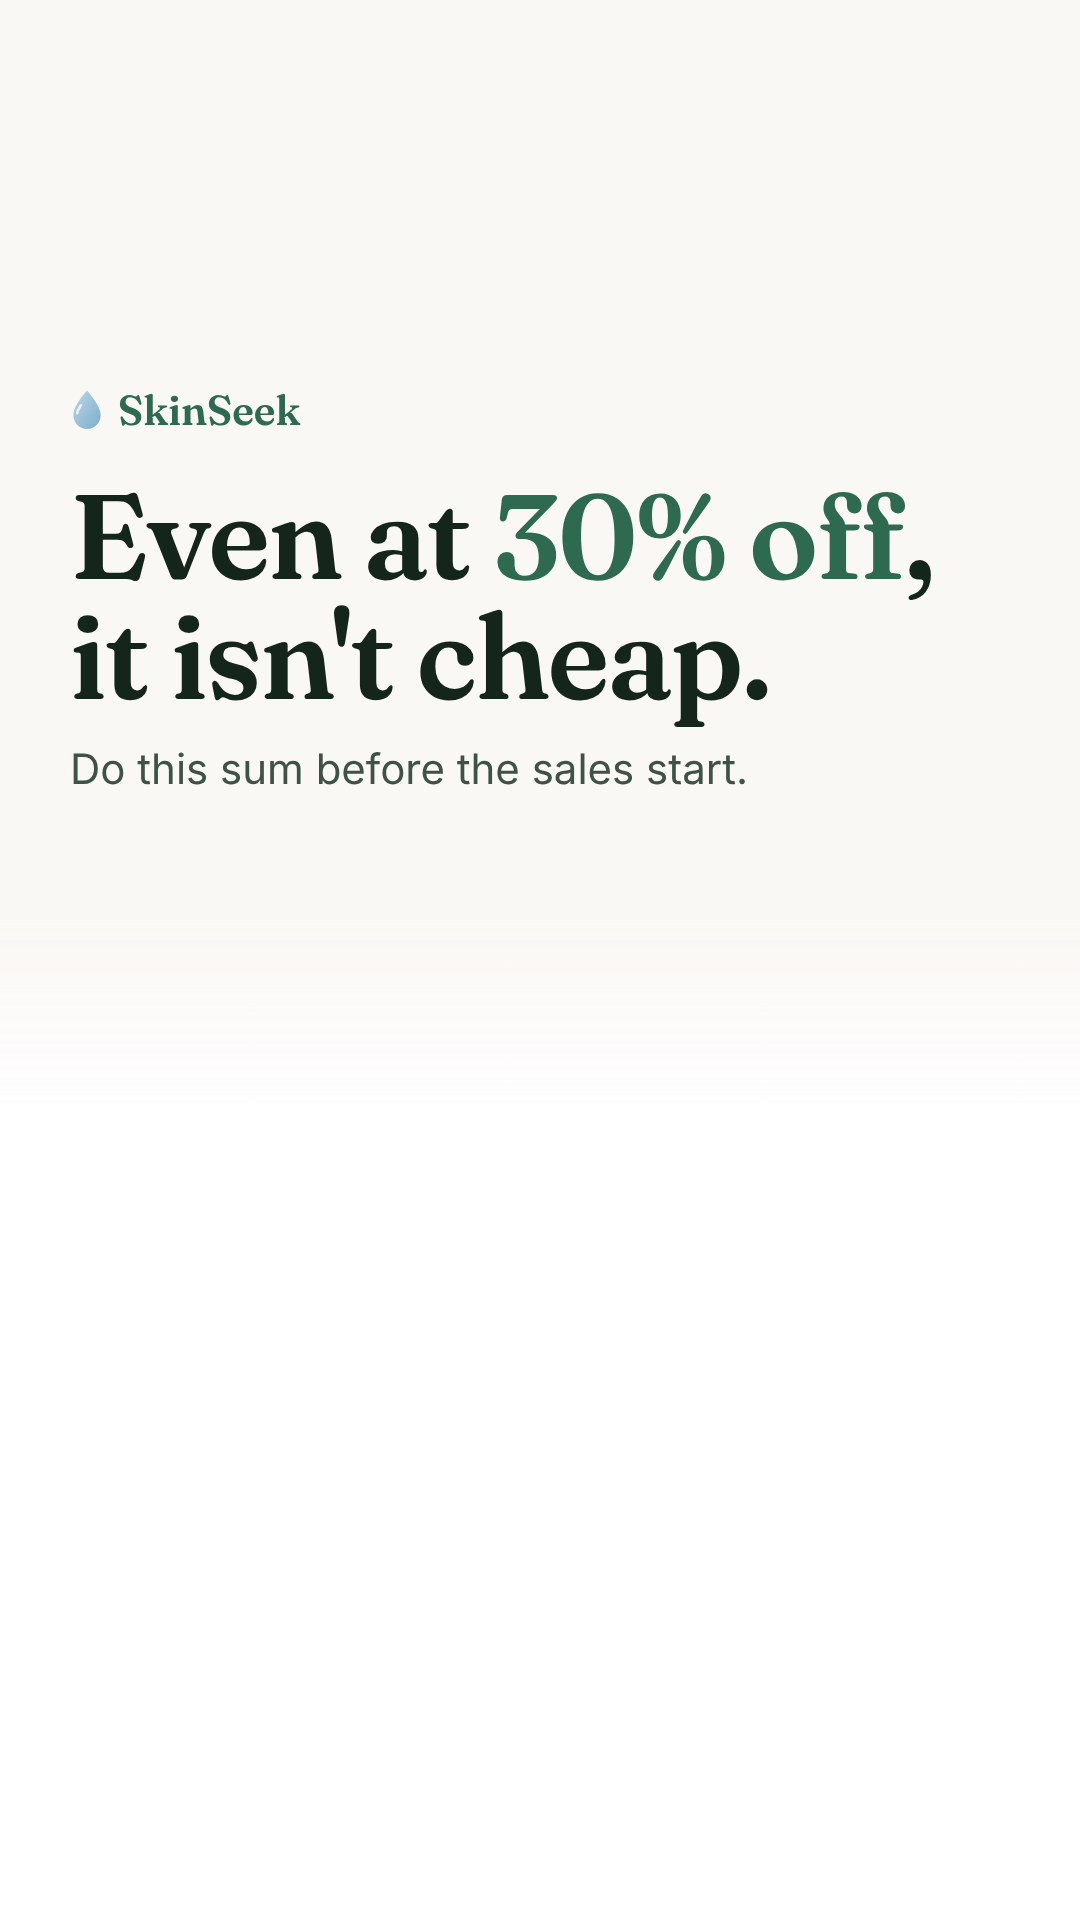 SkinSeek
Even at 30% off,
it isn't cheap.
Do this sum before the sales start.